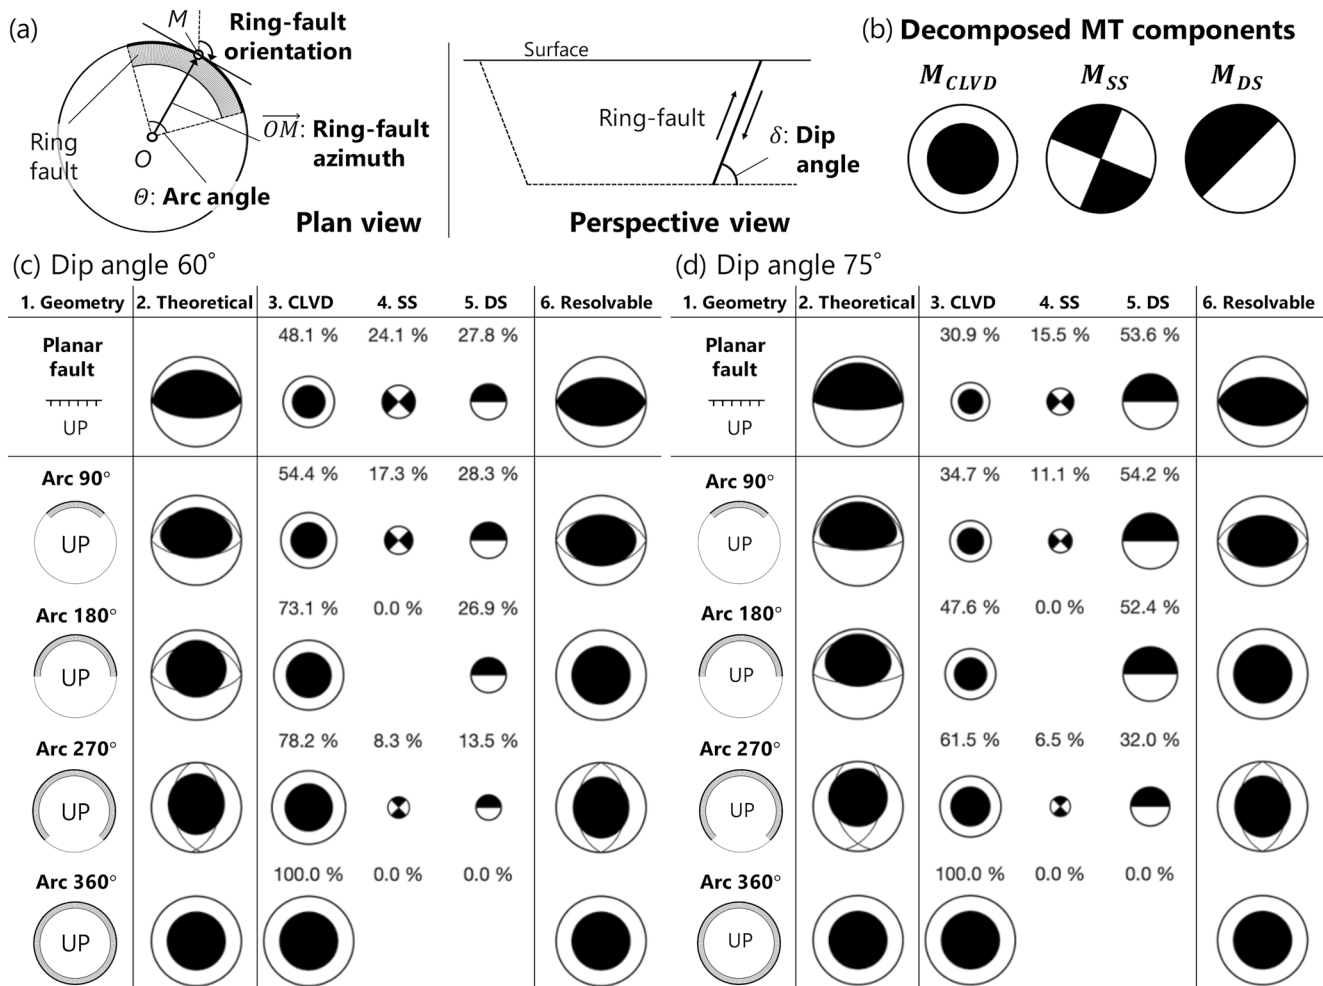 (a)
M
Ring-fault
orientation
Ring
fault
O
OM: Ring-fault
azimuth
Θ: Arc angle
Plan view
Surface
Ring-fault
δ: Dip
angle
Perspective view
(b) Decomposed MT components
M_CLVD M_SS M_DS
(c) Dip angle 60°
1. Geometry 2. Theoretical 3. CLVD 4. SS 5. DS 6. Resolvable
Planar
fault
UP
48.1 % 24.1 % 27.8 %
Arc 90°
UP
54.4 % 17.3 % 28.3 %
Arc 180°
UP
73.1 % 0.0 % 26.9 %
Arc 270°
UP
78.2 % 8.3 % 13.5 %
Arc 360°
UP
100.0 % 0.0 % 0.0 %
(d) Dip angle 75°
1. Geometry 2. Theoretical 3. CLVD 4. SS 5. DS 6. Resolvable
Planar
fault
UP
30.9 % 15.5 % 53.6 %
Arc 90°
UP
34.7 % 11.1 % 54.2 %
Arc 180°
UP
47.6 % 0.0 % 52.4 %
Arc 270°
UP
61.5 % 6.5 % 32.0 %
Arc 360°
UP
100.0 % 0.0 % 0.0 %